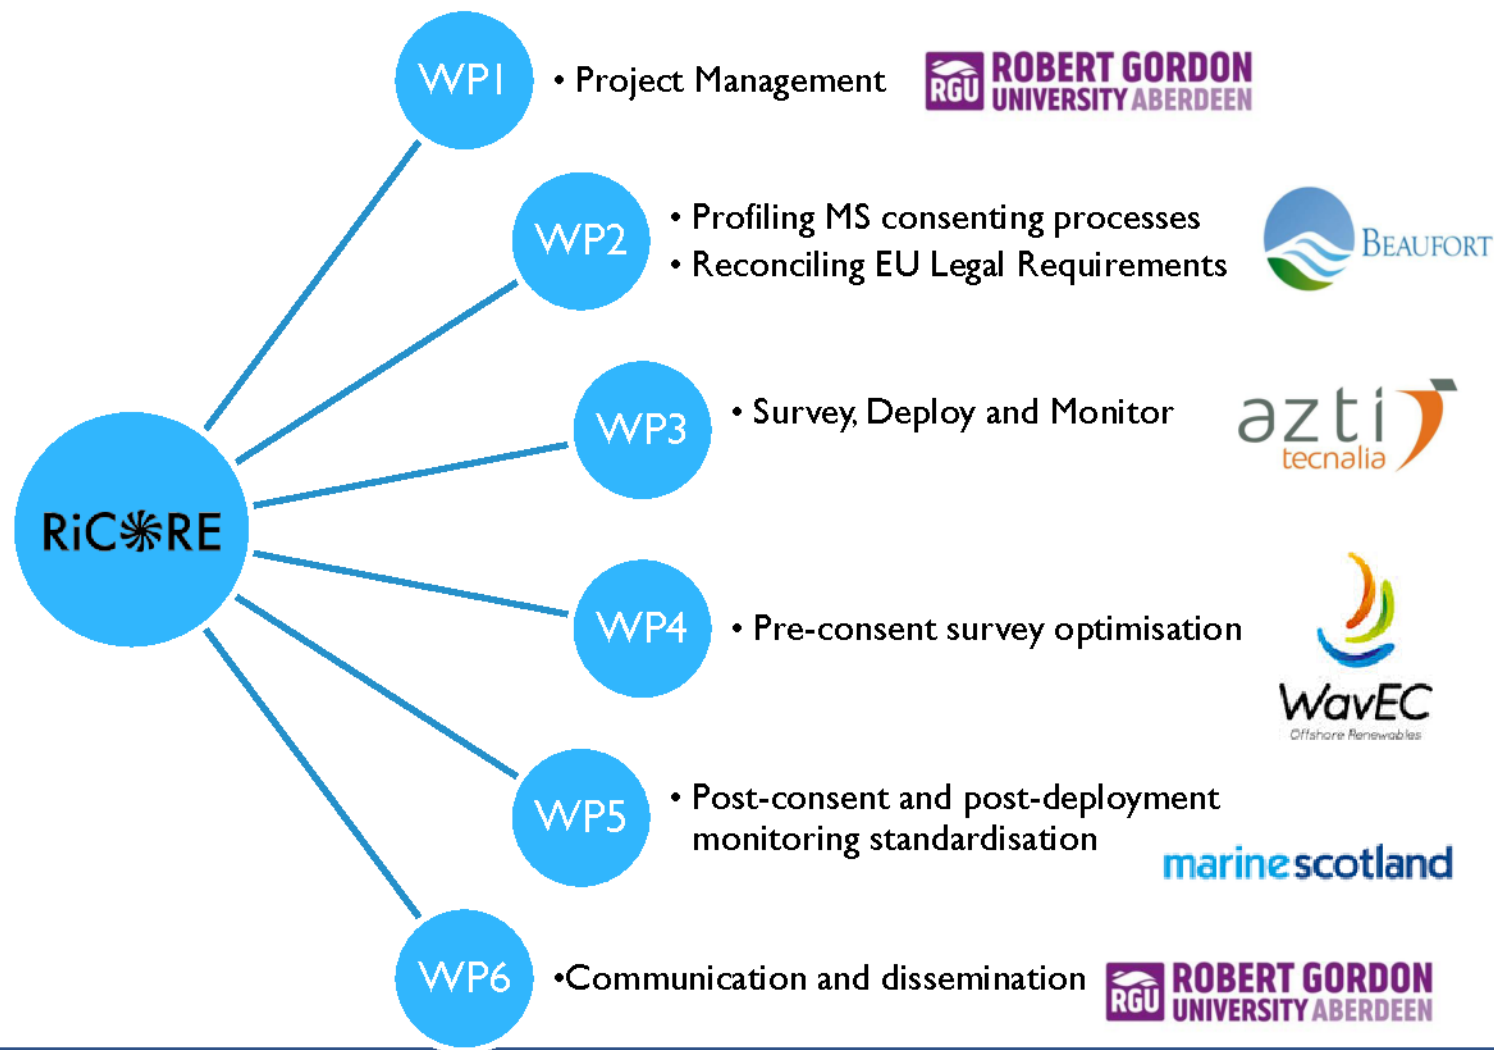 WP1
• Project Management
RGU
ROBERT GORDON
UNIVERSITY ABERDEEN
WP2
• Profiling MS consenting processes
• Reconciling EU Legal Requirements
BEAUFORT
WP3
• Survey, Deploy and Monitor
azti
tecnalia
RiCORE
WP4
• Pre-consent survey optimisation
WavEC
Offshore Renewables
WP5
• Post-consent and post-deployment
monitoring standardisation
marinescotland
WP6
•Communication and dissemination
RGU
ROBERT GORDON
UNIVERSITY ABERDEEN